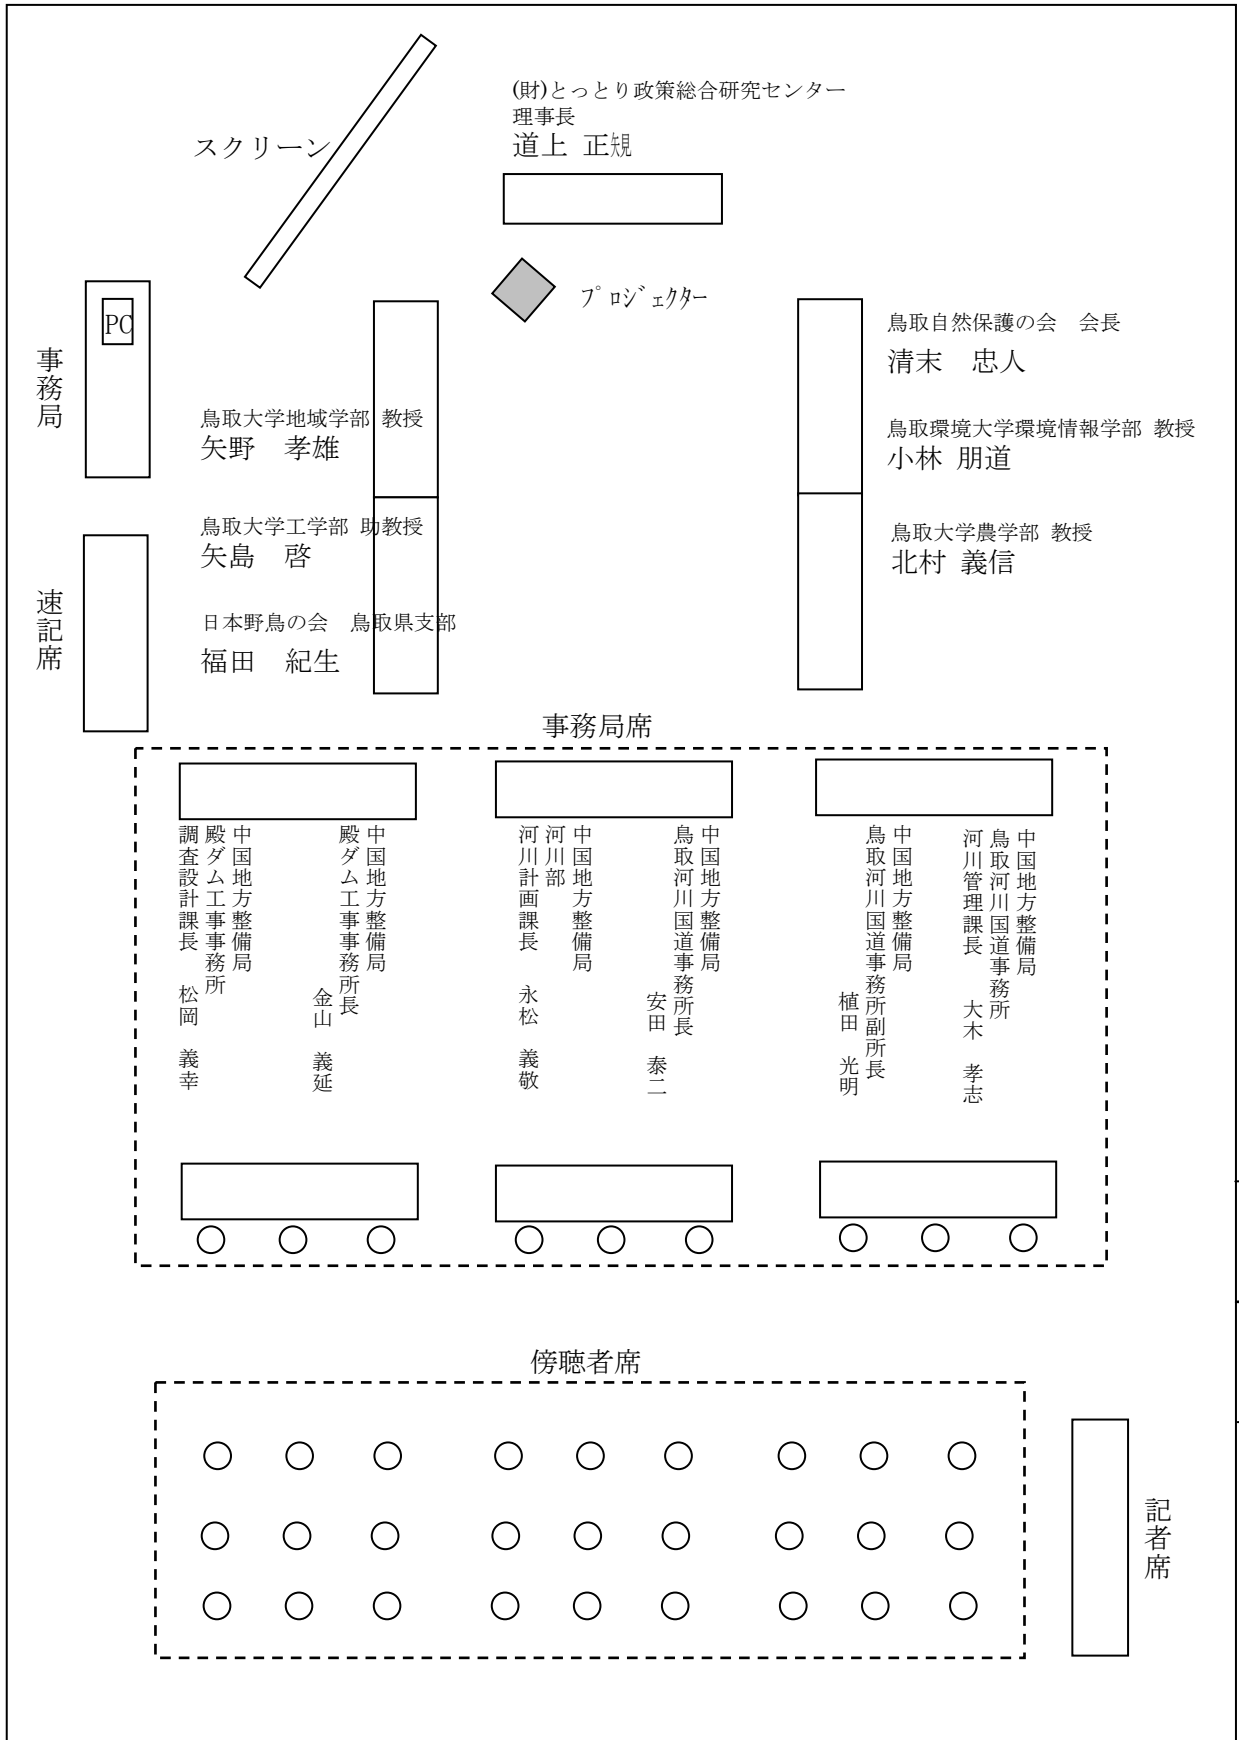 (財)とっとり政策総合研究センター
理事長
道上 正規
スクリーン
プロジェクター
PC
事務局
速記席
鳥取大学地域学部 教授
矢野　孝雄
鳥取大学工学部 助教授
矢島　啓
日本野鳥の会　鳥取県支部
福田　紀生
鳥取自然保護の会　会長
清末　忠人
鳥取環境大学環境情報学部 教授
小林 朋道
鳥取大学農学部 教授
北村 義信
事務局席
中国地方整備局
殿ダム工事事務所
調査設計課長　松岡　義幸
中国地方整備局
殿ダム工事事務所長
金山　義延
中国地方整備局
河川部
河川計画課長　永松　義敬
中国地方整備局
鳥取河川国道事務所長
安田　泰二
中国地方整備局
鳥取河川国道事務所副所長
植田　光明
中国地方整備局
鳥取河川国道事務所
河川管理課長　大木　孝志
傍聴者席
記者席